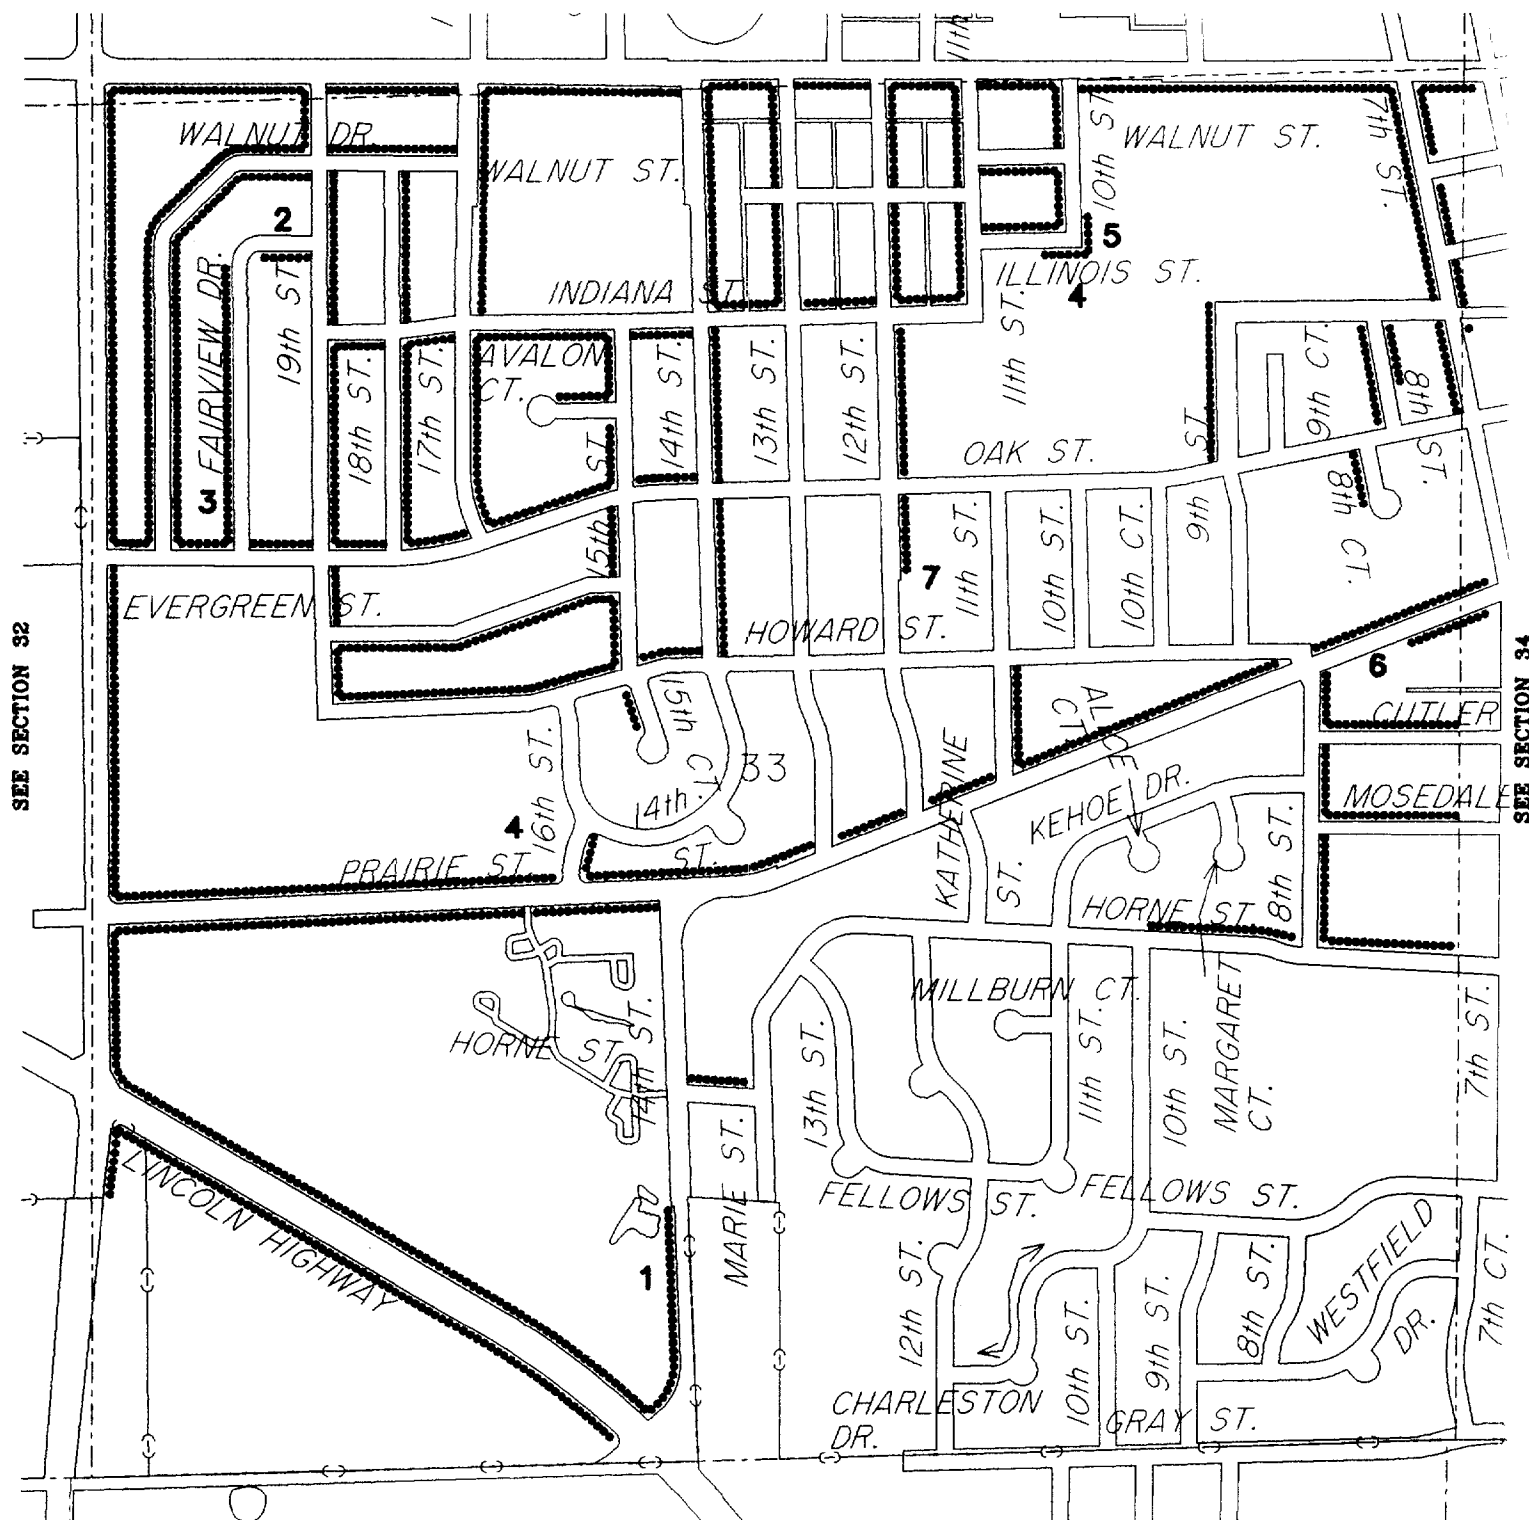 11th
WALNUT DR.
WALNUT ST.
10th ST.
WALNUT ST.
7th ST.
2
5
FAIRVIEW DR.
19th ST.
INDIANA ST.
ILLINOIS ST.
4
AVALON CT.
18th ST.
17th ST.
14th ST.
13th ST.
12th ST.
11th ST.
9th CT.
8th ST.
3
ST.
OAK ST.
ST.
8th CT.
15th
9th
11th ST.
10th ST.
10th CT.
7
EVERGREEN ST.
HOWARD ST.
6
SEE SECTION 32
SEE SECTION 34
15th CT.
ALICE CT.
CUTLER
33
16th ST.
14th ST.
KATHERINE ST.
KEHOE DR.
MOSEDALE
4
8th ST.
PRAIRIE ST.
HORNE ST.
MILLBURN CT.
HORNE ST.
14th ST.
13th ST.
11th ST.
10th ST.
MARGARET CT.
7th ST.
MARIE ST.
LINCOLN HIGHWAY
FELLOWS ST.
FELLOWS ST.
1
12th ST.
10th ST.
9th ST.
8th ST.
WESTFIELD DR.
7th CT.
CHARLESTON DR.
GRAY ST.